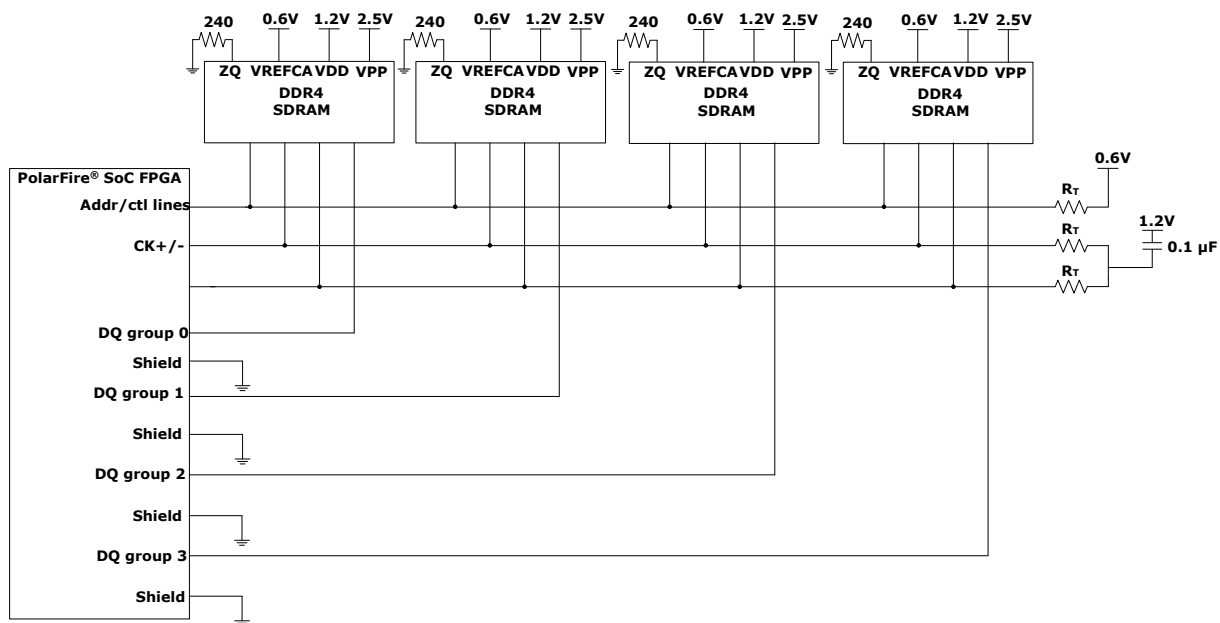 240 0.6V 1.2V 2.5V 240 0.6V 1.2V 2.5V 240 0.6V 1.2V 2.5V 240 0.6V 1.2V 2.5V
ZQ VREFCA VDD VPP
DDR4
SDRAM
ZQ VREFCA VDD VPP
DDR4
SDRAM
ZQ VREFCA VDD VPP
DDR4
SDRAM
ZQ VREFCA VDD VPP
DDR4
SDRAM
PolarFire® SoC FPGA
Addr/ctl lines
CK+/-
DQ group 0
Shield
DQ group 1
Shield
DQ group 2
Shield
DQ group 3
Shield
0.6V
RT
1.2V
RT
0.1 µF
RT